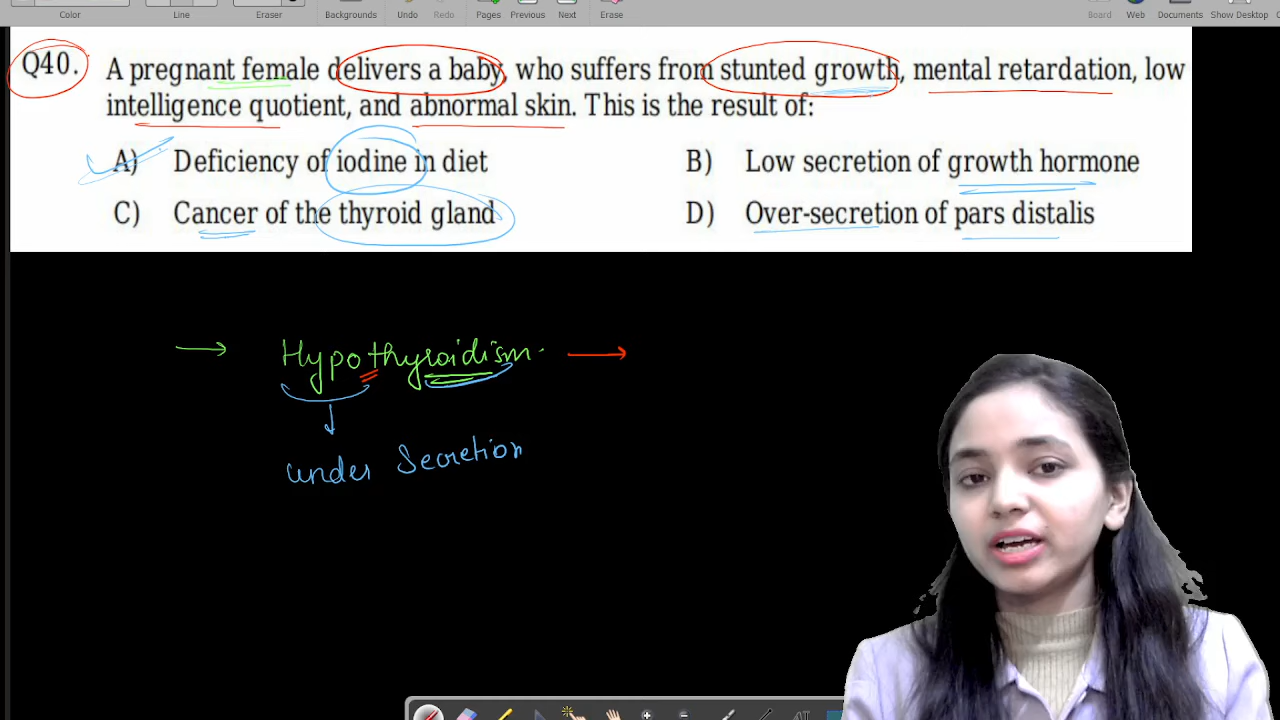 Color Line Eraser Backgrounds Undo Redo Pages Previous Next Erase Board Web Documents Show Desktop
Q40. A pregnant female delivers a baby, who suffers from stunted growth, mental retardation, low
intelligence quotient, and abnormal skin. This is the result of:
A) Deficiency of iodine in diet B) Low secretion of growth hormone
C) Cancer of the thyroid gland D) Over-secretion of pars distalis
Hypothyroidism
under Secretion